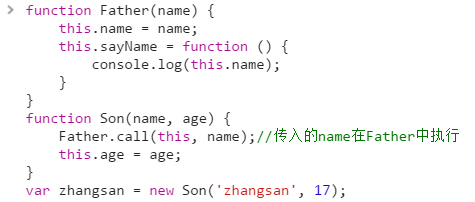 function Father(name) {
    this.name = name;
    this.sayName = function () {
        console.log(this.name);
    }
}
function Son(name, age) {
    Father.call(this, name);//传入的name在Father中执行
    this.age = age;
}
var zhangsan = new Son('zhangsan', 17);